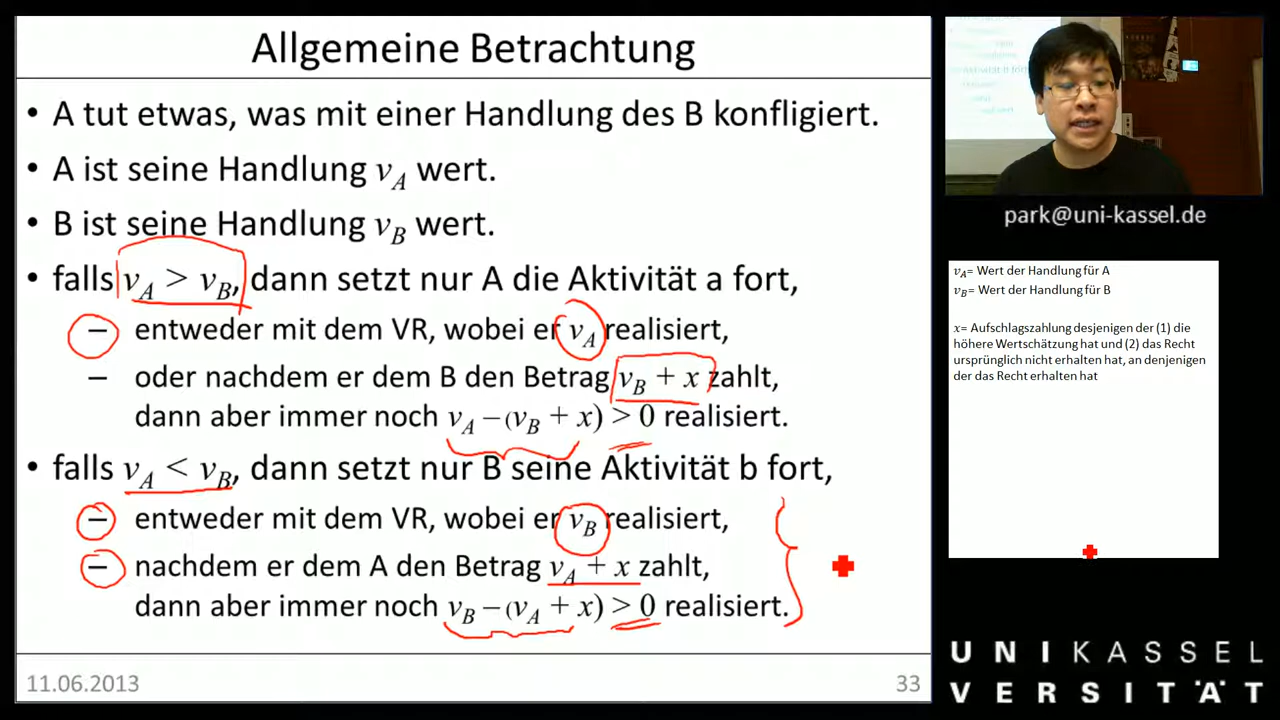 Allgemeine Betrachtung
• A tut etwas, was mit einer Handlung des B konfligiert.
• A ist seine Handlung v_A wert.
• B ist seine Handlung v_B wert.
• falls v_A > v_B, dann setzt nur A die Aktivität a fort,
– entweder mit dem VR, wobei er v_A realisiert,
– oder nachdem er dem B den Betrag v_B + x zahlt,
dann aber immer noch v_A – (v_B + x) > 0 realisiert.
• falls v_A < v_B, dann setzt nur B seine Aktivität b fort,
– entweder mit dem VR, wobei er v_B realisiert,
– nachdem er dem A den Betrag v_A + x zahlt,
dann aber immer noch v_B – (v_A + x) > 0 realisiert.
11.06.2013
33
park@uni-kassel.de
v_A= Wert der Handlung für A
v_B= Wert der Handlung für B
x= Aufschlagszahlung desjenigen der (1) die
höhere Wertschätzung hat und (2) das Recht
ursprünglich nicht erhalten hat, an denjenigen
der das Recht erhalten hat
UNIKASSEL
VERSITÄT